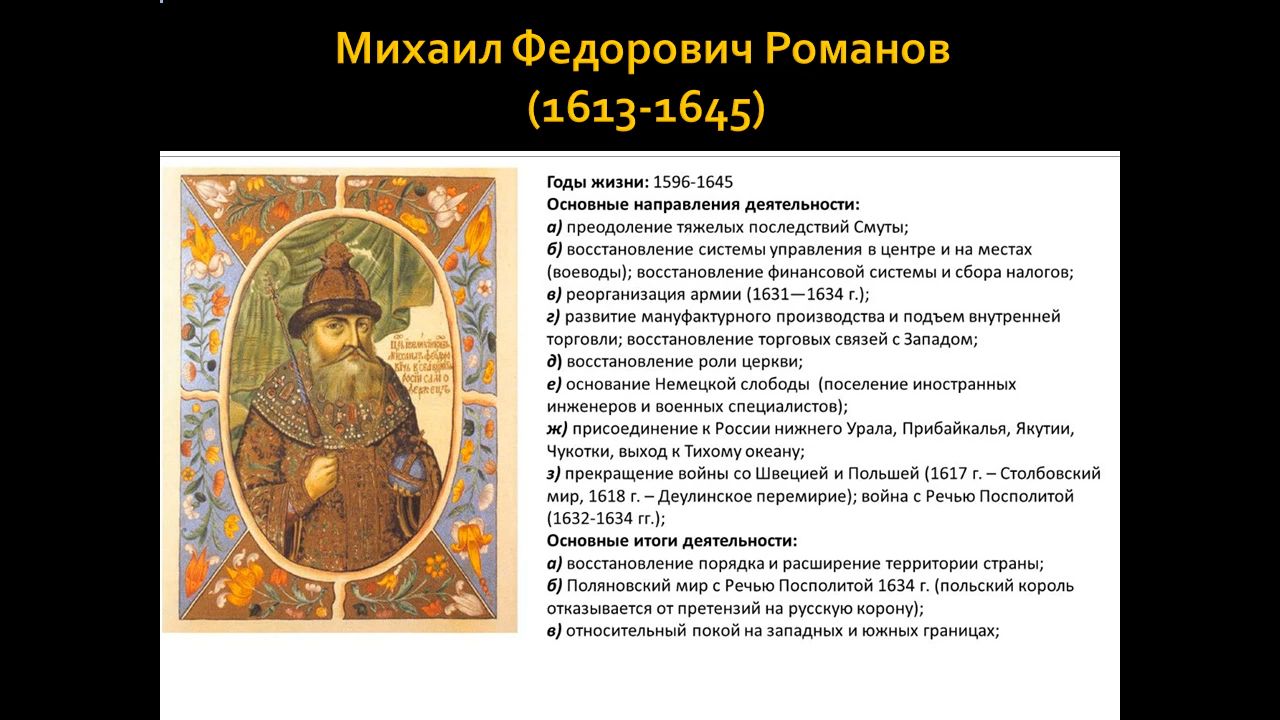 Михаил Федорович Романов
(1613-1645)
Годы жизни: 1596-1645
Основные направления деятельности:
а) преодоление тяжелых последствий Смуты;
б) восстановление системы управления в центре и на местах
(воеводы); восстановление финансовой системы и сбора налогов;
в) реорганизация армии (1631—1634 г.);
г) развитие мануфактурного производства и подъем внутренней
торговли; восстановление торговых связей с Западом;
д) восстановление роли церкви;
е) основание Немецкой слободы (поселение иностранных
инженеров и военных специалистов);
ж) присоединение к России нижнего Урала, Прибайкалья, Якутии,
Чукотки, выход к Тихому океану;
з) прекращение войны со Швецией и Польшей (1617 г. – Столбовский
мир, 1618 г. – Деулинское перемирие); война с Речью Посполитой
(1632-1634 гг.);
Основные итоги деятельности:
а) восстановление порядка и расширение территории страны;
б) Поляновский мир с Речью Посполитой 1634 г. (польский король
отказывается от претензий на русскую корону);
в) относительный покой на западных и южных границах;